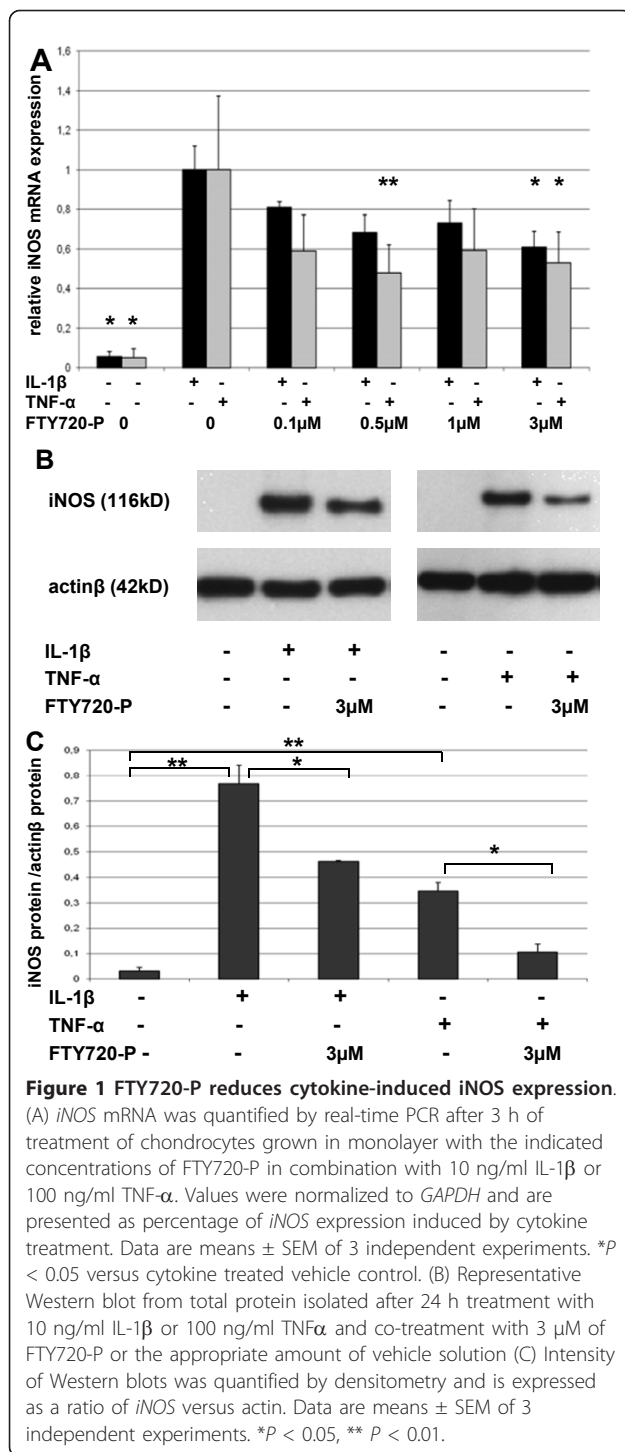 A
relative iNOS mRNA expression
1,6
1,4
1,2
1
0,8
0,6
0,4
0,2
0
* * ** * *
IL-1β - - + - + - + - + - + -
TNF-α - - - + - + - + - + - +
FTY720-P 0 0 0.1µM 0.5µM 1µM 3µM
B
iNOS (116kD)
actinβ (42kD)
IL-1β - + + - - -
TNF-α - - - - + +
FTY720-P - - 3µM - - 3µM
C
iNOS protein /actinβ protein
0,9
0,8
0,7
0,6
0,5
0,4
0,3
0,2
0,1
0
**
** *
*
IL-1β - + + - -
TNF-α - - - + +
FTY720-P - - 3µM - 3µM
Figure 1 FTY720-P reduces cytokine-induced iNOS expression.
(A) iNOS mRNA was quantified by real-time PCR after 3 h of
treatment of chondrocytes grown in monolayer with the indicated
concentrations of FTY720-P in combination with 10 ng/ml IL-1β or
100 ng/ml TNF-α. Values were normalized to GAPDH and are
presented as percentage of iNOS expression induced by cytokine
treatment. Data are means ± SEM of 3 independent experiments. *P
< 0.05 versus cytokine treated vehicle control. (B) Representative
Western blot from total protein isolated after 24 h treatment with
10 ng/ml IL-1β or 100 ng/ml TNFα and co-treatment with 3 µM of
FTY720-P or the appropriate amount of vehicle solution (C) Intensity
of Western blots was quantified by densitometry and is expressed
as a ratio of iNOS versus actin. Data are means ± SEM of 3
independent experiments. *P < 0.05, ** P < 0.01.